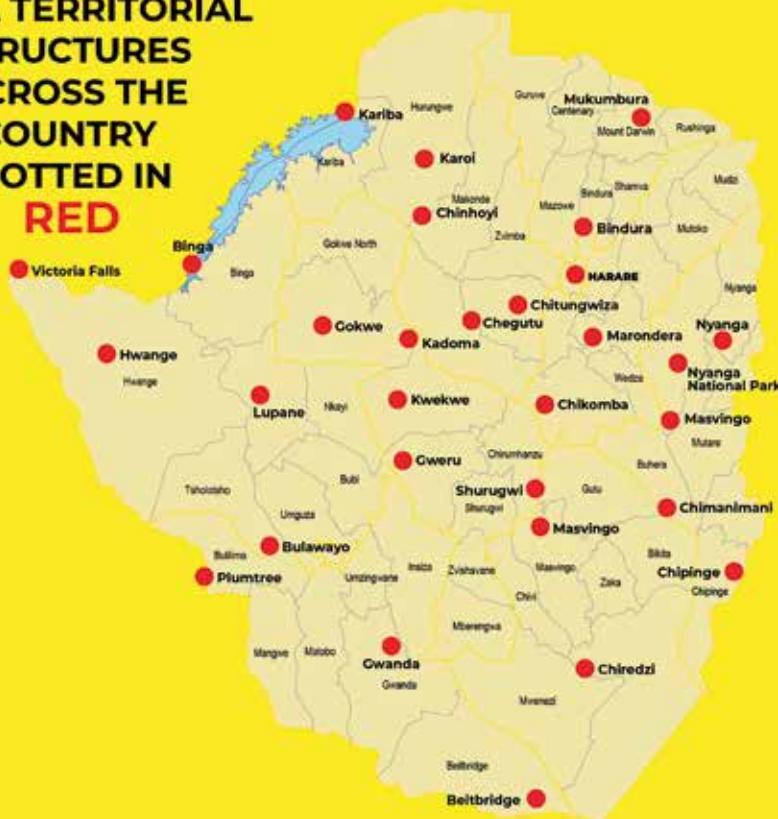 TERRITORIAL
RUCTURES
CROSS THE
COUNTRY
OTTED IN
RED
Kariba
Hurungwe
Guruve
Mukumbura
Centenary
Mount Darwin
Rushinga
Kariba
Karoi
Mudzi
Makonde
Chinhoyi
Mazowe
Bindura
Shamva
Zvimba
Bindura
Mutoko
Binga
Gokwe North
Victoria Falls
Binga
HARARE
Nyanga
Chitungwiza
Gokwe
Chegutu
Nyanga
Kadoma
Marondera
Hwange
Hwange
Nyanga
National Park
Wedza
Lupane
Nkayi
Kwekwe
Chikomba
Masvingo
Mutare
Gweru
Chirumhanzu
Buhera
Bubi
Tsholotsho
Shurugwi
Gutu
Umguza
Shurugwi
Chimanimani
Masvingo
Bulawayo
Bulilima
Bikita
Plumtree
Umzingwane
Insiza
Zvishavane
Masvingo
Zaka
Chipinge
Chipinge
Chivi
Mberengwa
Mangwe
Matobo
Gwanda
Gwanda
Chiredzi
Mwenezi
Beitbridge
Beitbridge